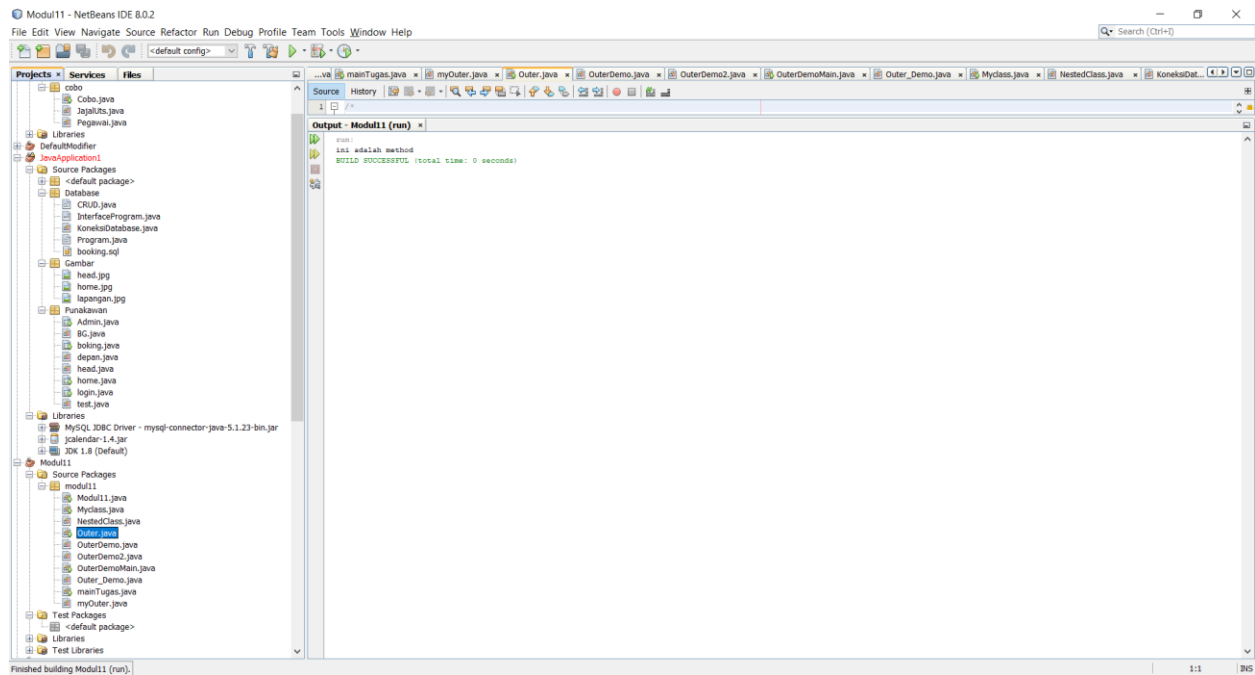 Modul11 - NetBeans IDE 8.0.2
File Edit View Navigate Source Refactor Run Debug Profile Team Tools Window Help
Search (Ctrl+I)
<default config>
Projects Services Files
cobo
Cobo.java
JajalUts.java
Pegawai.java
Libraries
DefaultModifier
JavaApplication1
Source Packages
<default package>
Database
CRUD.java
InterfaceProgram.java
KoneksiDatabase.java
Program.java
booking.sql
Gambar
head.jpg
home.jpg
lapangan.jpg
Punakawan
Admin.java
BG.java
boking.java
depan.java
head.java
home.java
login.java
test.java
Libraries
MySQL JDBC Driver - mysql-connector-java-5.1.23-bin.jar
jcalendar-1.4.jar
JDK 1.8 (Default)
Modul11
Source Packages
modul11
Modul11.java
Myclass.java
NestedClass.java
Outer.java
OuterDemo.java
OuterDemo2.java
OuterDemoMain.java
Outer_Demo.java
mainTugas.java
myOuter.java
Test Packages
<default package>
Libraries
Test Libraries
...va mainTugas.java myOuter.java Outer.java OuterDemo.java OuterDemo2.java OuterDemoMain.java Outer_Demo.java Myclass.java NestedClass.java KoneksiDat...
Source History
1 /*
Output - Modul11 (run)
run:
ini adalah method
BUILD SUCCESSFUL (total time: 0 seconds)
Finished building Modul11 (run).
1:1 INS